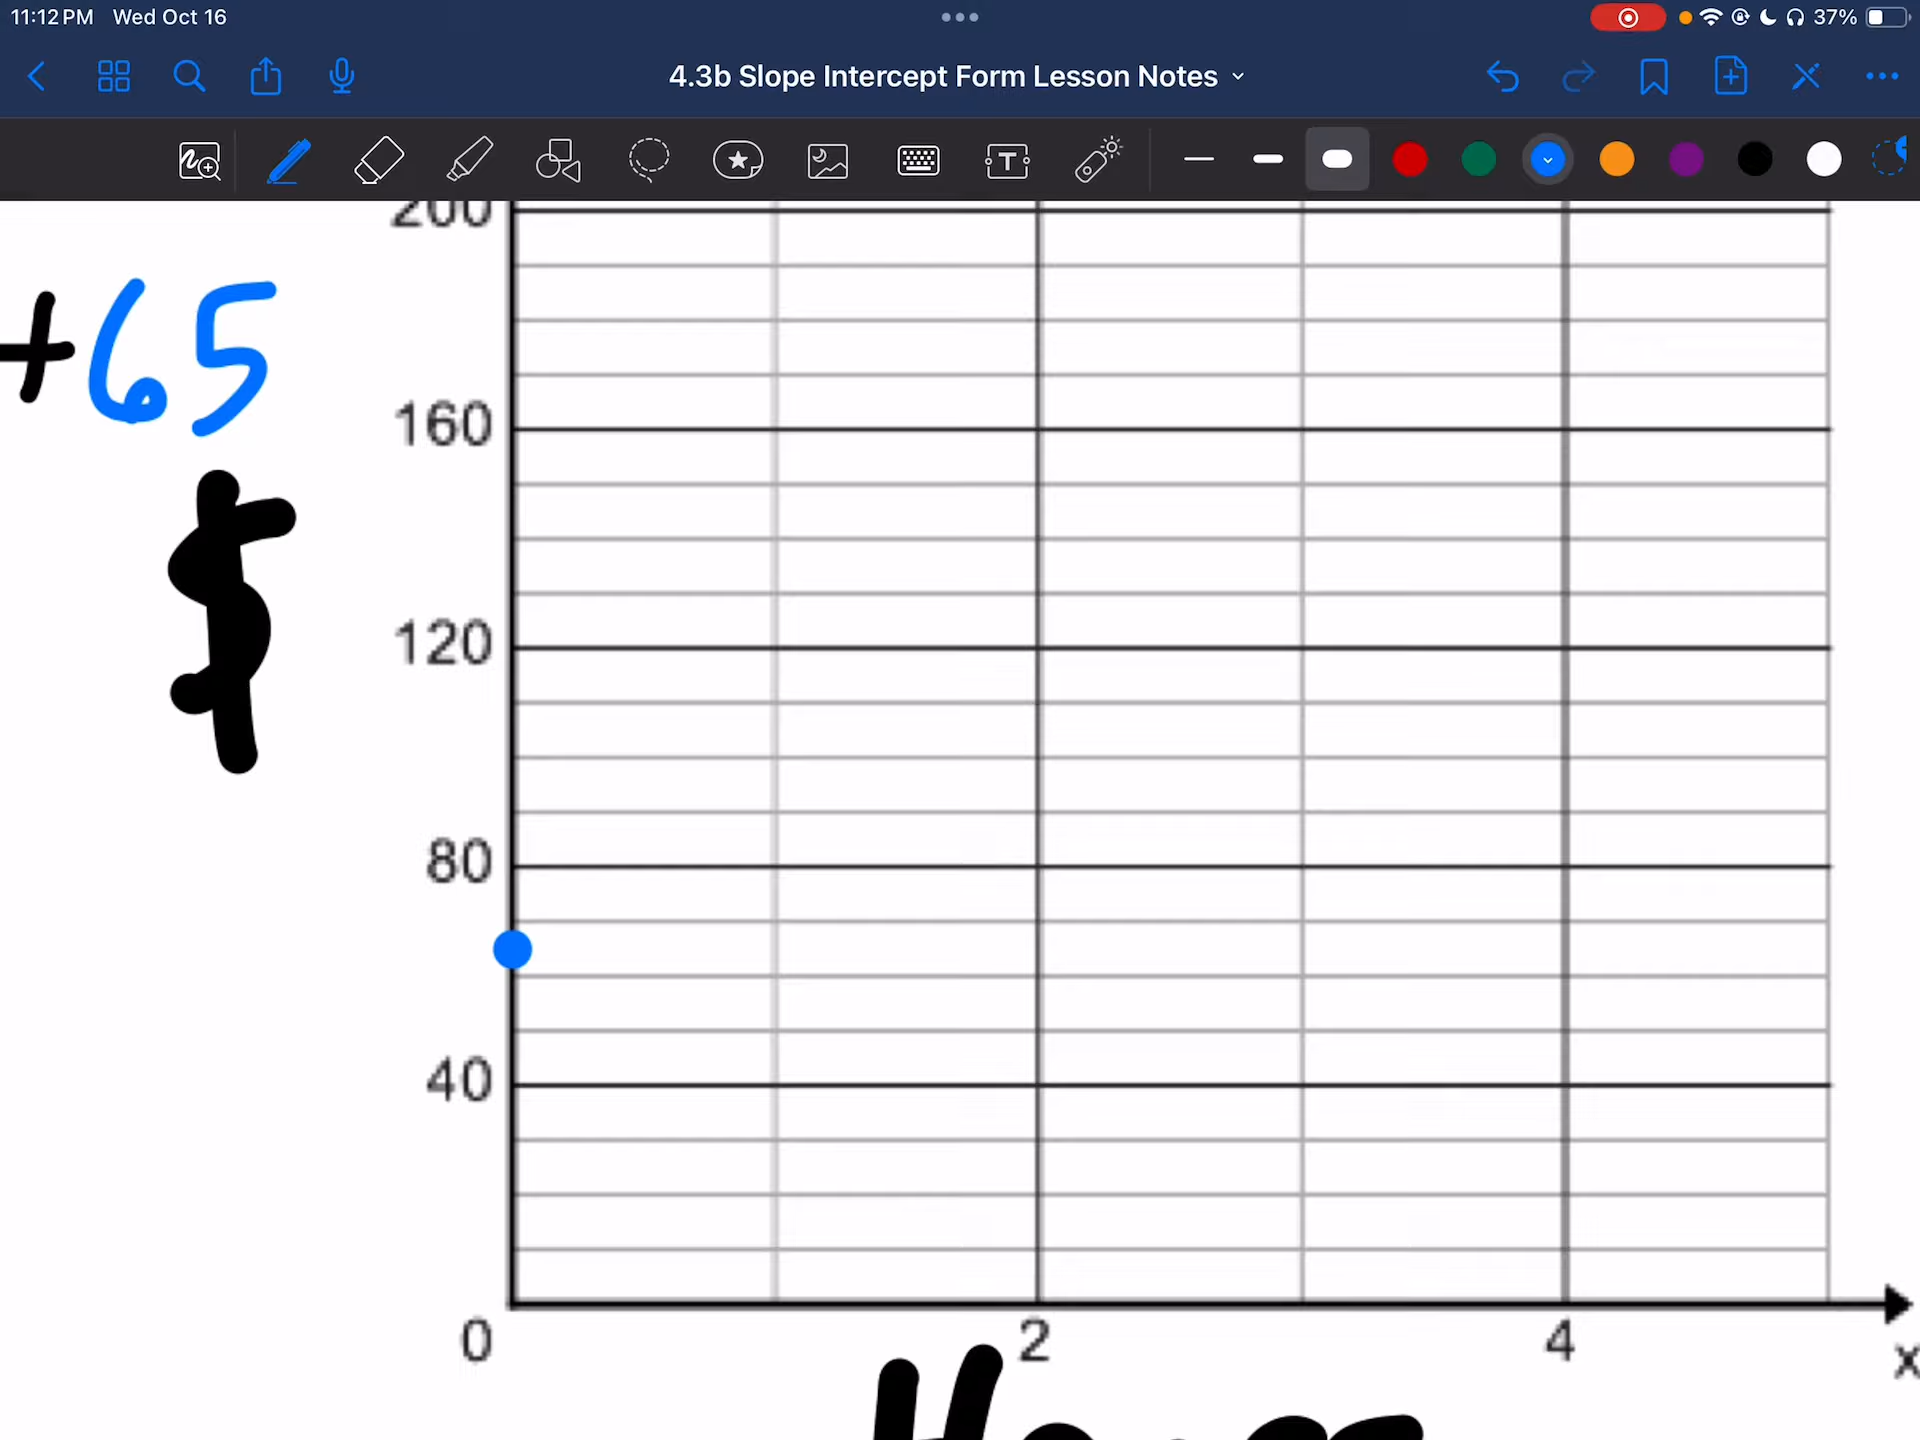 11:12 PM Wed Oct 16
37%
4.3b Slope Intercept Form Lesson Notes
T
200
+65
160
$
120
80
40
0 2 4
x